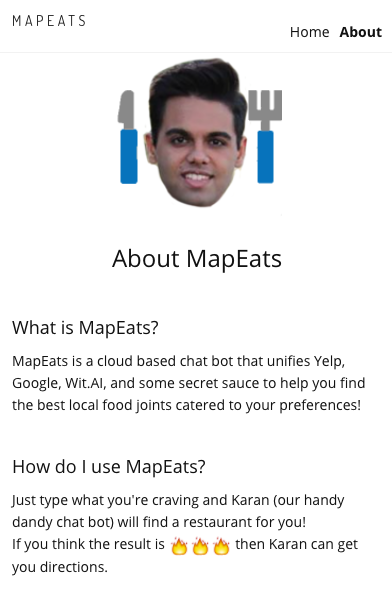 MAPEATS
Home About
About MapEats
What is MapEats?
MapEats is a cloud based chat bot that unifies Yelp,
Google, Wit.AI, and some secret sauce to help you find
the best local food joints catered to your preferences!
How do I use MapEats?
Just type what you're craving and Karan (our handy
dandy chat bot) will find a restaurant for you!
If you think the result is 🔥🔥🔥 then Karan can get
you directions.